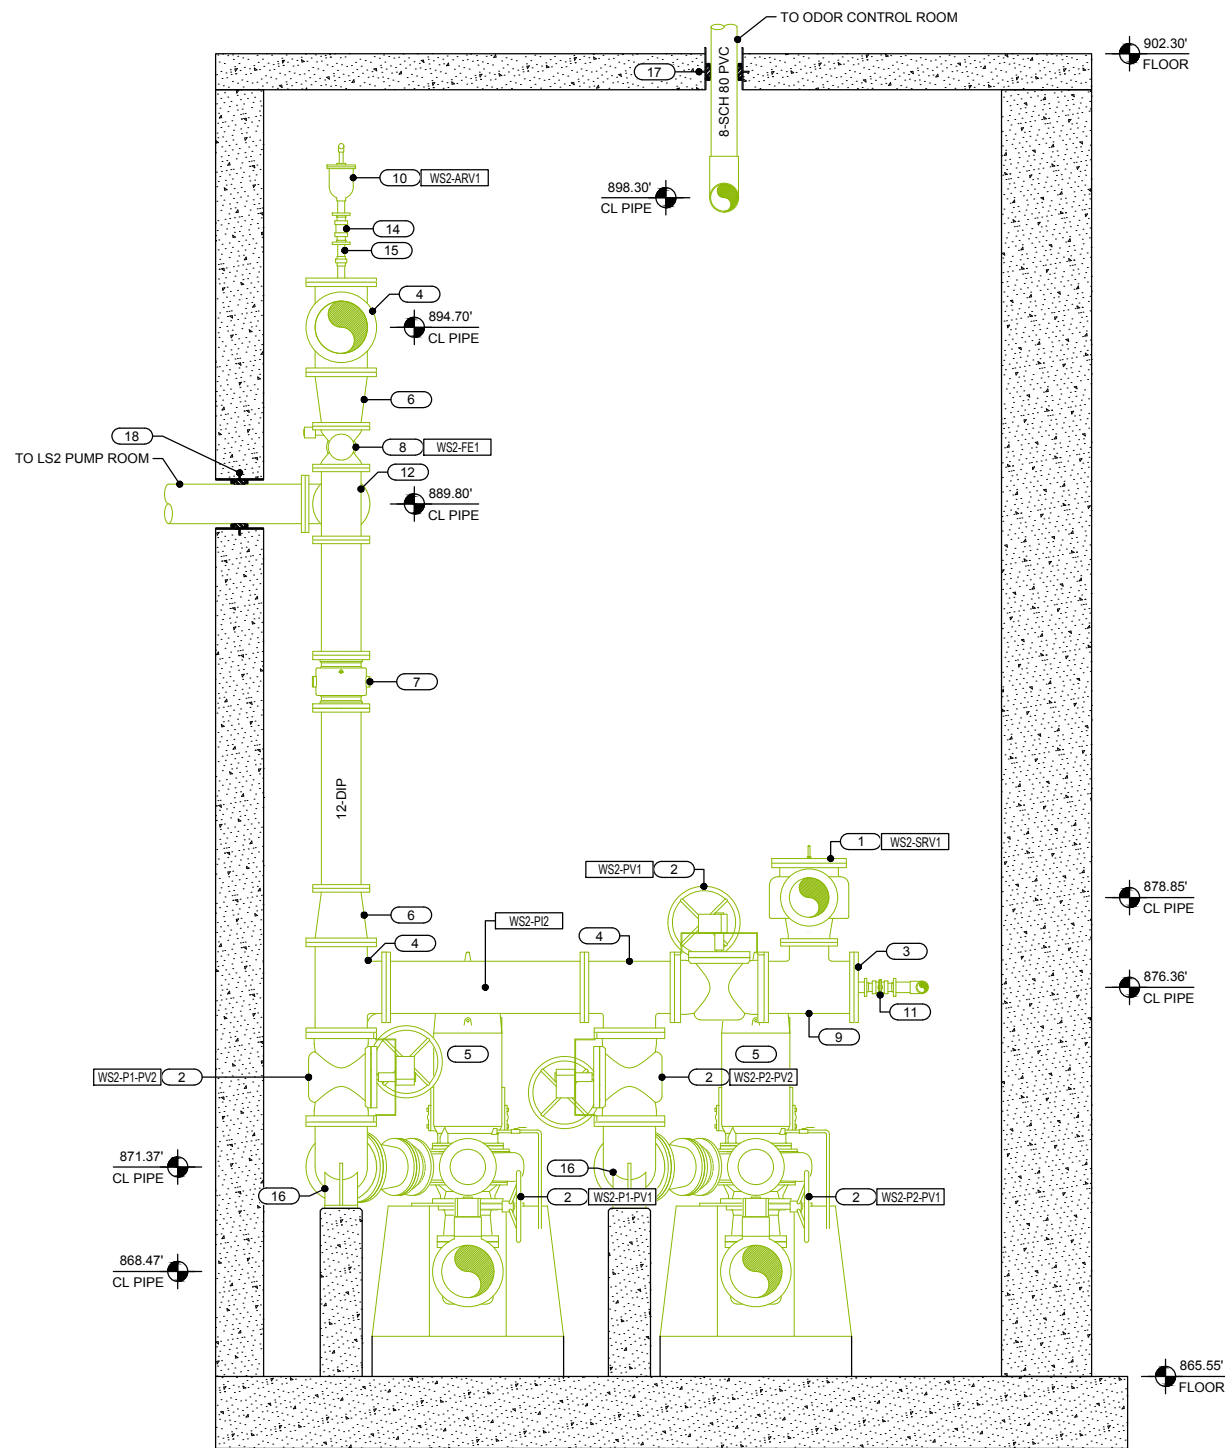 TO ODOR CONTROL ROOM
902.30'
FLOOR
17
8-SCH 80 PVC
10 WS2-ARV1
898.30'
CL PIPE
14
15
4
894.70'
CL PIPE
6
18
TO LS2 PUMP ROOM
8 WS2-FE1
12
889.80'
CL PIPE
7
12-DIP
1 WS2-SRV1
WS2-PV1 2
878.85'
CL PIPE
6
WS2-PI2
4
4
3
876.36'
CL PIPE
11
9
5
5
WS2-P1-PV2 2
2 WS2-P2-PV2
871.37'
CL PIPE
16
16
2 WS2-P1-PV1
2 WS2-P2-PV1
868.47'
CL PIPE
865.55'
FLOOR